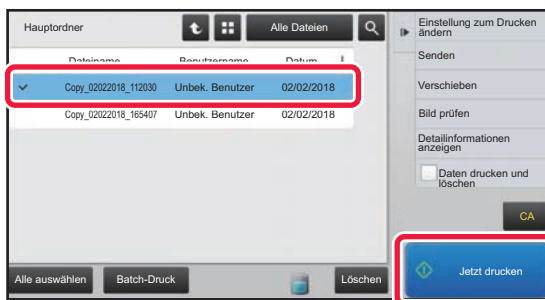 Hauptordner
Alle Dateien
Dateiname Benutzername Datum
Copy_02022018_112030 Unbek. Benutzer 02/02/2018
Copy_02022018_165407 Unbek. Benutzer 02/02/2018
Alle auswählen
Batch-Druck
Löschen
Einstellung zum Drucken
ändern
Senden
Verschieben
Bild prüfen
Detailinformationen
anzeigen
Daten drucken und
löschen
CA
Jetzt drucken